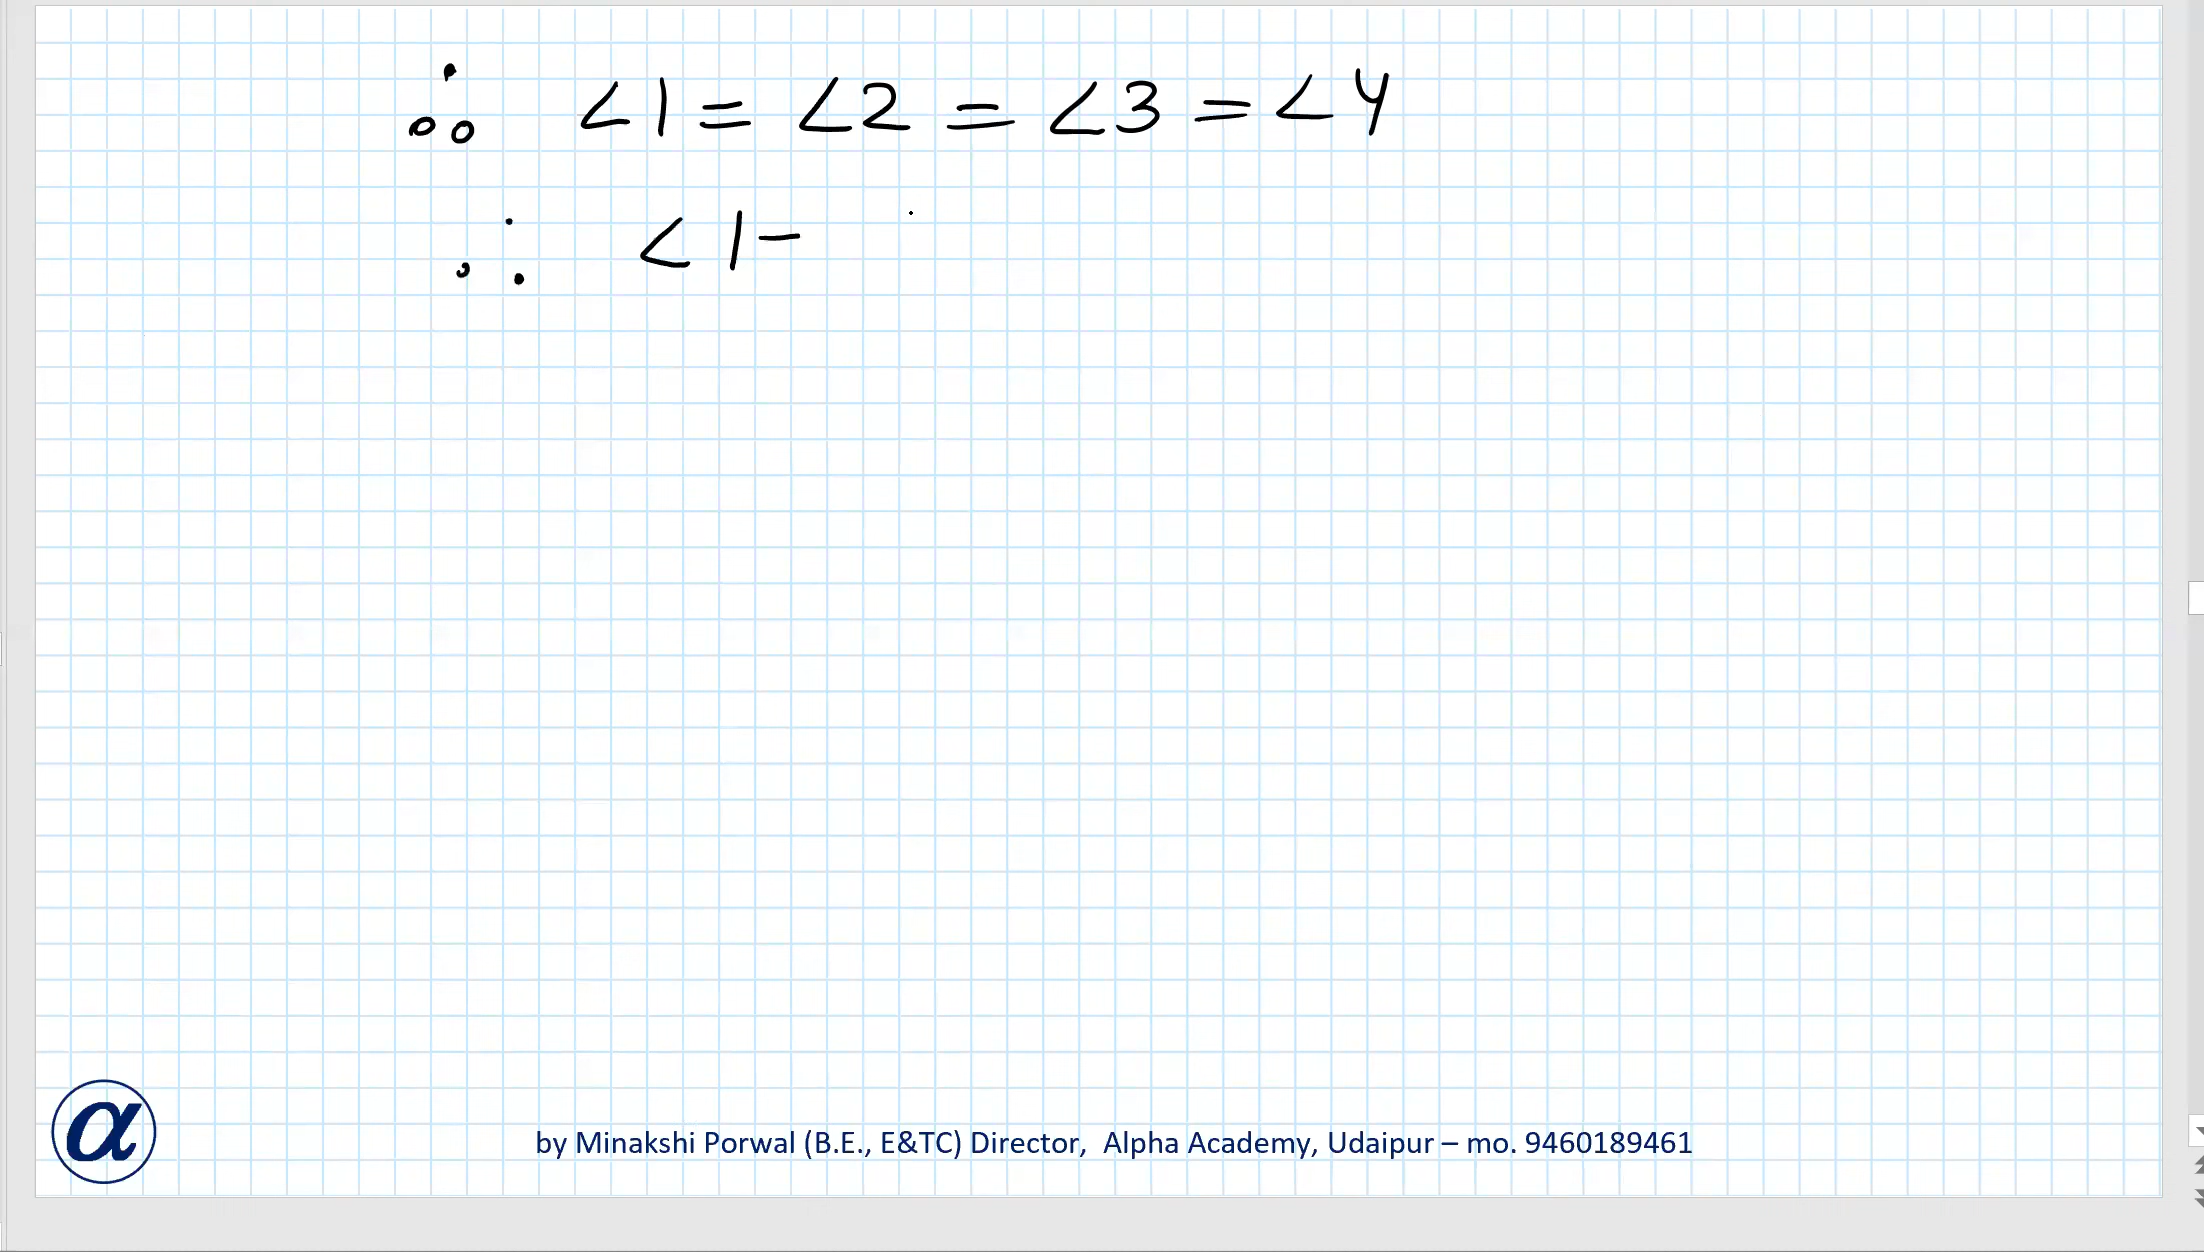 ∴ ∠1 = ∠2 = ∠3 = ∠4
∴ ∠1 -
α
by Minakshi Porwal (B.E., E&TC) Director, Alpha Academy, Udaipur – mo. 9460189461